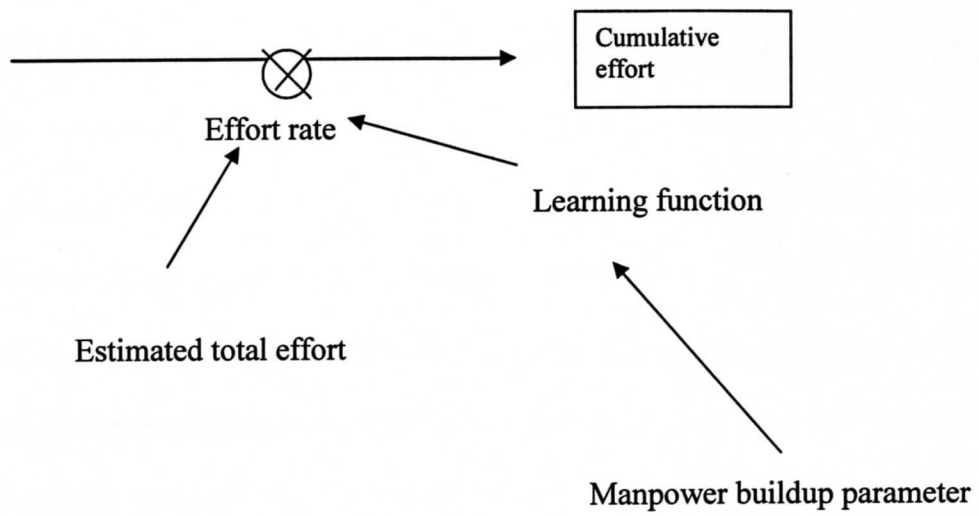 Cumulative
effort
Effort rate
Learning function
Estimated total effort
Manpower buildup parameter